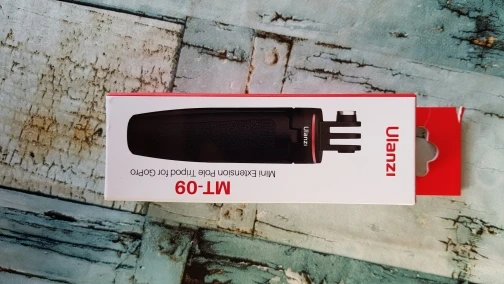 Ulanzi
Ulanzi
MT-09
Mini Extension Pole Tripod for GoPro